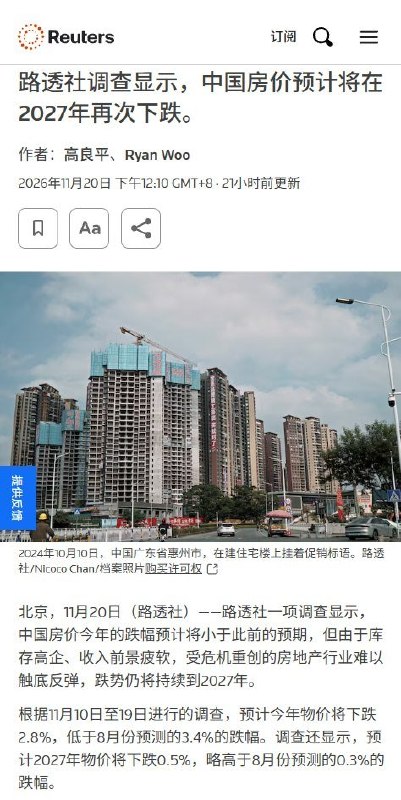 Reuters
订阅
路透社调查显示，中国房价预计将在
2027年再次下跌。
作者：高良平、Ryan Woo
2026年11月20日 下午12:10 GMT+8 · 21小时前更新
Aa
提供反馈
2024年10月10日，中国广东省惠州市，在建住宅楼上挂着促销标语。路透
社/Nicoco Chan/档案照片购买许可权
北京，11月20日（路透社）——路透社一项调查显示，
中国房价今年的跌幅预计将小于此前的预期，但由于库
存高企、收入前景疲软，受危机重创的房地产行业难以
触底反弹，跌势仍将持续到2027年。
根据11月10日至19日进行的调查，预计今年物价将下跌
2.8%，低于8月份预测的3.4%的跌幅。调查还显示，预
计2027年物价将下跌0.5%，略高于8月份预测的0.3%的
跌幅。